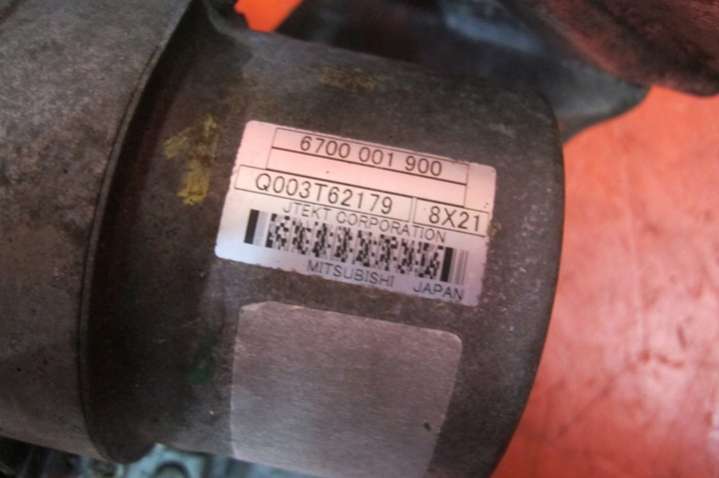 6700 001 900
Q003T62179 8X21
JTEKT CORPORATION
MITSUBISHI JAPAN